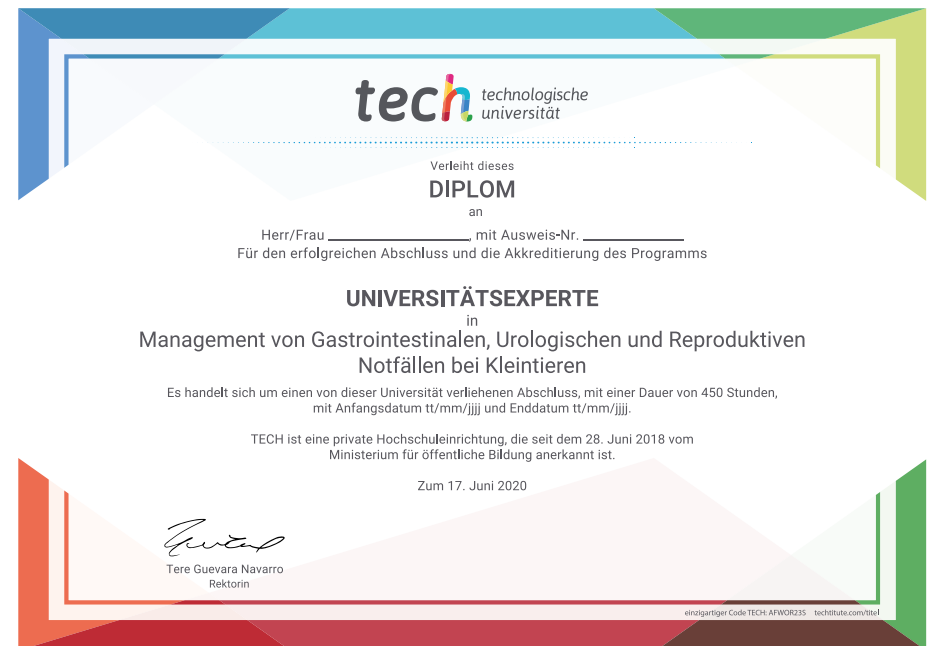 tech technologische
universität
Verleiht dieses
DIPLOM
an
Herr/Frau ____________________, mit Ausweis-Nr. ______________
Für den erfolgreichen Abschluss und die Akkreditierung des Programms
UNIVERSITÄTSEXPERTE
in
Management von Gastrointestinalen, Urologischen und Reproduktiven
Notfällen bei Kleintieren
Es handelt sich um einen von dieser Universität verliehenen Abschluss, mit einer Dauer von 450 Stunden,
mit Anfangsdatum tt/mm/jjjj und Enddatum tt/mm/jjjj.
TECH ist eine private Hochschuleinrichtung, die seit dem 28. Juni 2018 vom
Ministerium für öffentliche Bildung anerkannt ist.
Zum 17. Juni 2020
Tere Guevara Navarro
Rektorin
einzigartiger Code TECH: AFWOR23S techtitute.com/titel